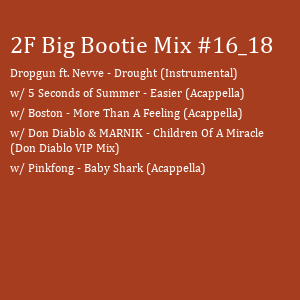 2F Big Bootie Mix #16_18
Dropgun ft. Nevve - Drought (Instrumental)
w/ 5 Seconds of Summer - Easier (Acappella)
w/ Boston - More Than A Feeling (Acappella)
w/ Don Diablo & MARNIK - Children Of A Miracle
(Don Diablo VIP Mix)
w/ Pinkfong - Baby Shark (Acappella)